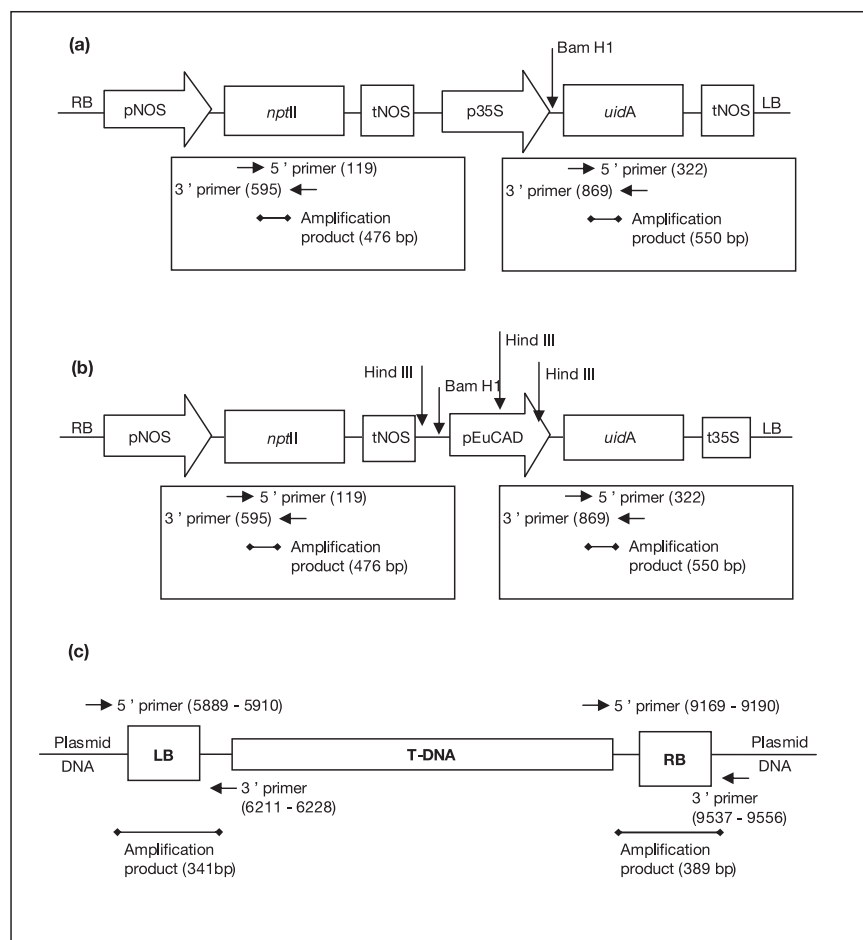 (a)
Bam H1
RB
pNOS
nptII
tNOS
p35S
uidA
tNOS
LB
5 ' primer (119)
3 ' primer (595)
Amplification
product (476 bp)
5 ' primer (322)
3 ' primer (869)
Amplification
product (550 bp)
(b)
Hind III
Hind III
Bam H1
Hind III
RB
pNOS
nptII
tNOS
pEuCAD
uidA
t35S
LB
5 ' primer (119)
3 ' primer (595)
Amplification
product (476 bp)
5 ' primer (322)
3 ' primer (869)
Amplification
product (550 bp)
(c)
5 ' primer (5889 - 5910)
5 ' primer (9169 - 9190)
Plasmid
DNA
LB
T-DNA
RB
Plasmid
DNA
3 ' primer
(6211 - 6228)
3 ' primer
(9537 - 9556)
Amplification
product (341bp)
Amplification
product (389 bp)